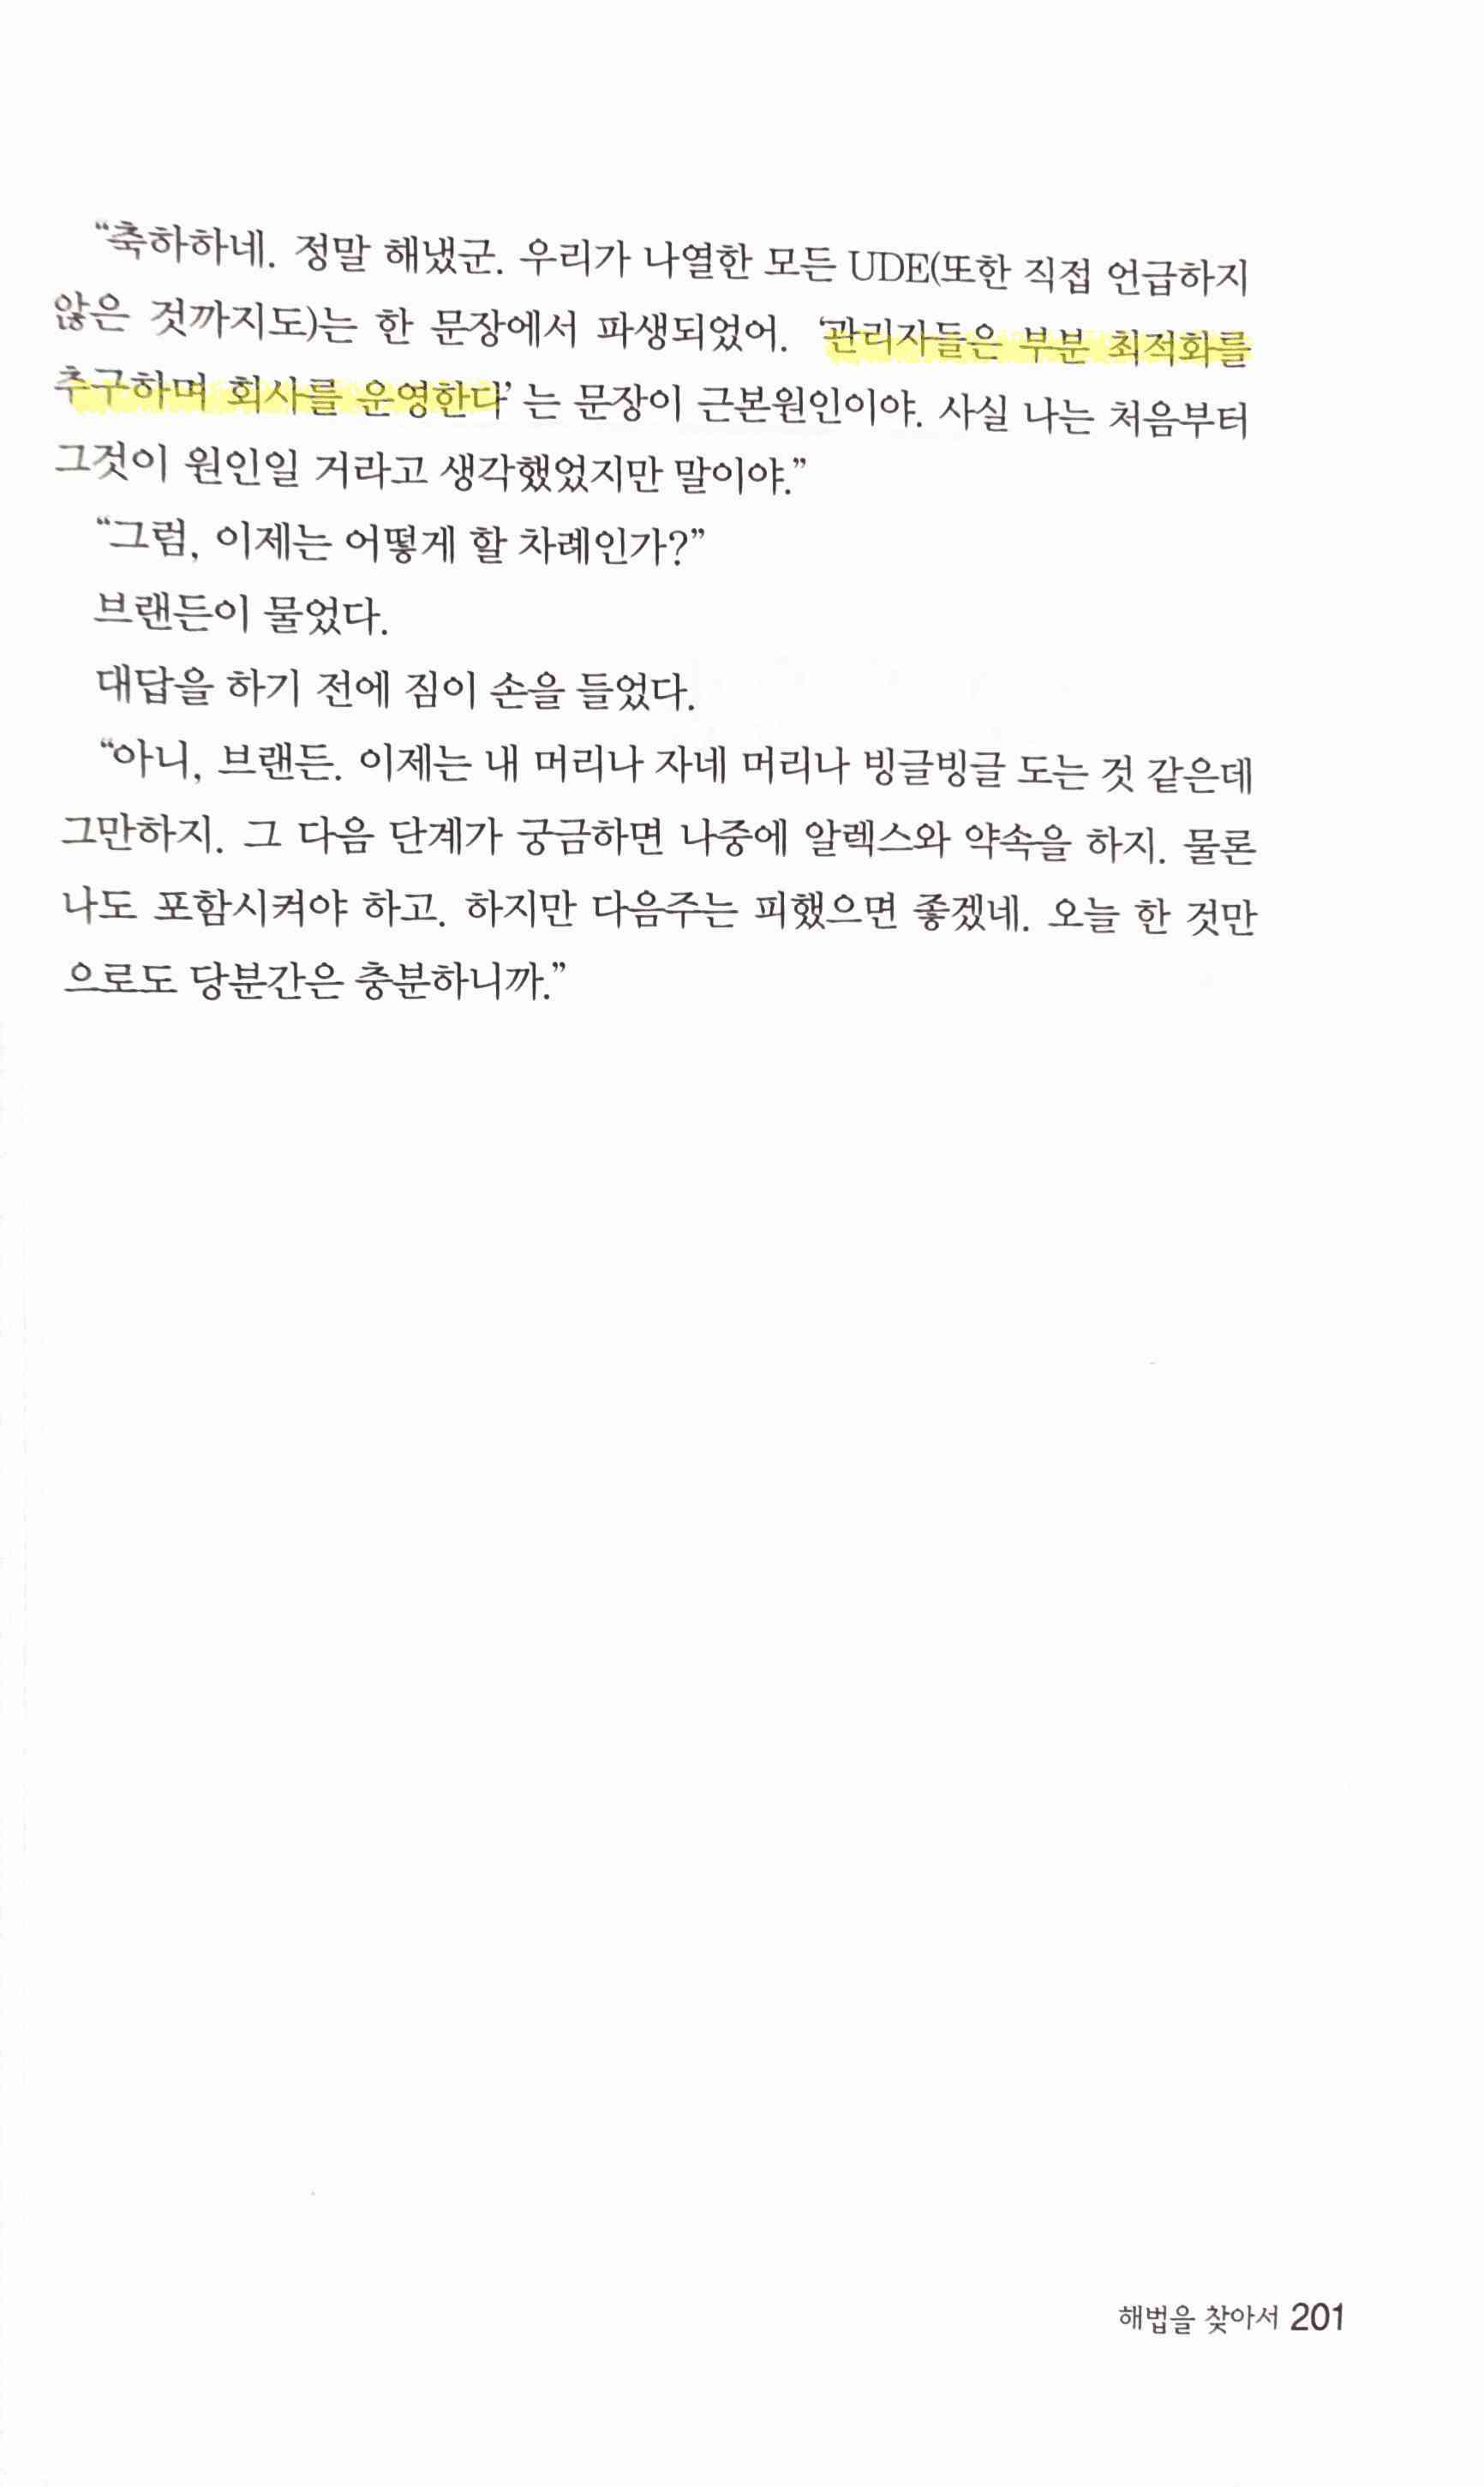 “축하하네. 정말 해냈군. 우리가 나열한 모든 UDE(또한 직접 언급하지
않은 것까지도)는 한 문장에서 파생되었어. ‘관리자들은 부분 최적화를
추구하며 회사를 운영한다’는 문장이 근본원인이야. 사실 나는 처음부터
그것이 원인일 거라고 생각했었지만 말이야.”
“그럼, 이제는 어떻게 할 차례인가?”
브랜든이 물었다.
대답을 하기 전에 짐이 손을 들었다.
“아니, 브랜든. 이제는 내 머리나 자네 머리나 빙글빙글 도는 것 같은데
그만하지. 그 다음 단계가 궁금하면 나중에 알렉스와 약속을 하지. 물론
나도 포함시켜야 하고. 하지만 다음주는 피했으면 좋겠네. 오늘 한 것만
으로도 당분간은 충분하니까.”
해법을 찾아서 201